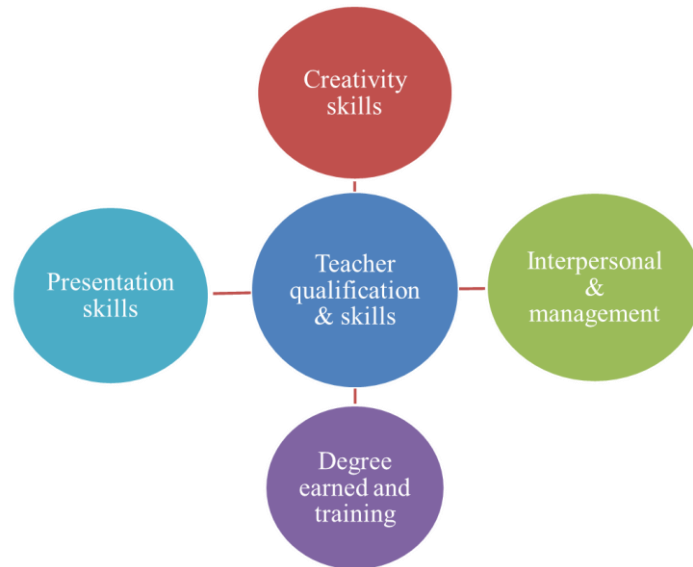 Creativity
skills
Presentation
skills
Teacher
qualification
& skills
Interpersonal
&
management
Degree
earned and
training